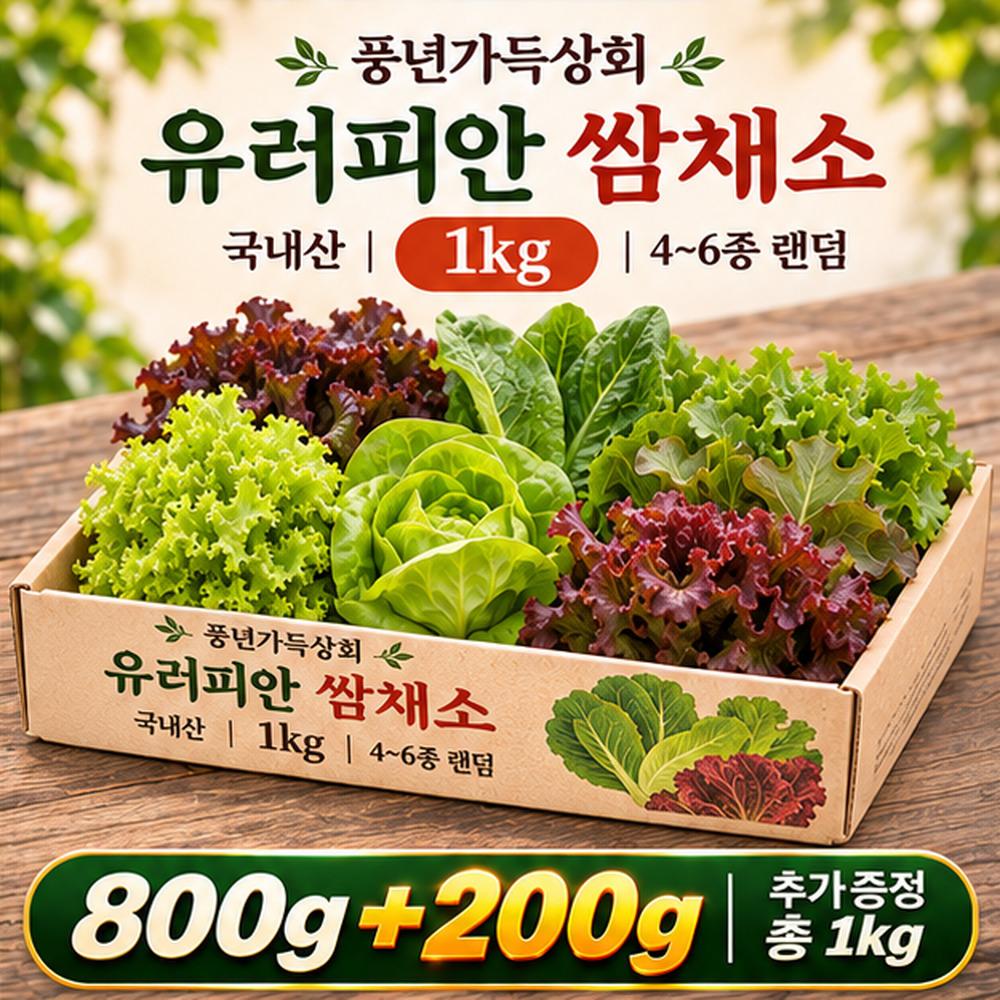 풍년가득상회
유러피안 쌈채소
국내산 | 1kg | 4~6종 랜덤
풍년가득상회
유러피안 쌈채소
국내산 | 1kg | 4~6종 랜덤
800g+200g | 추가증정
총 1kg